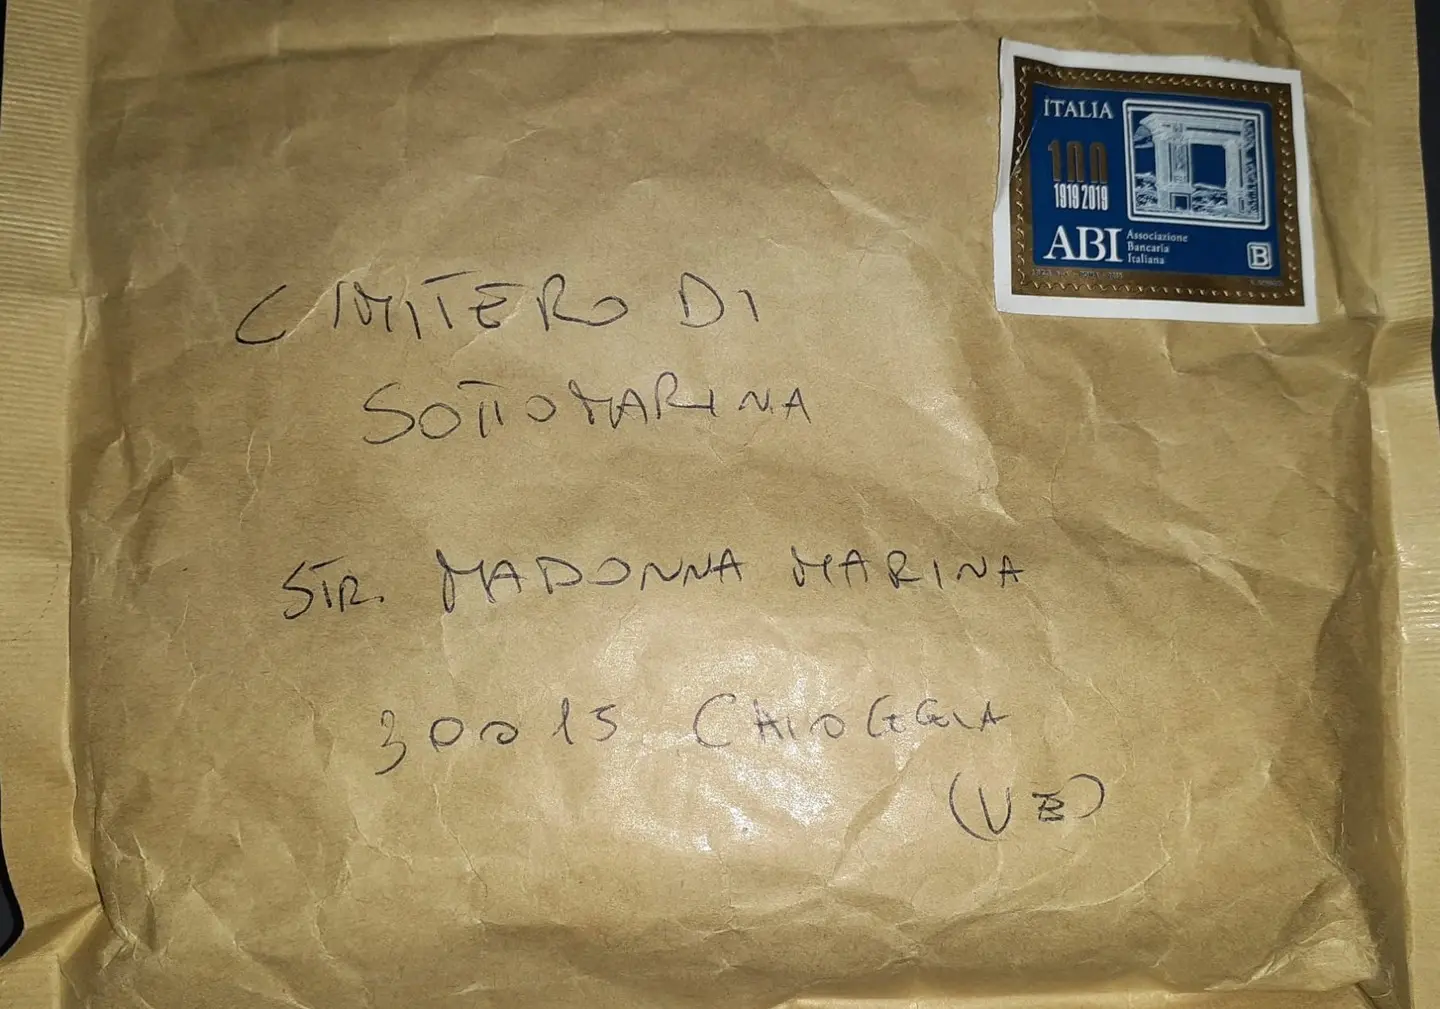 ITALIA
100
1919 2019
ABI Associazione
Bancaria
Italiana
B
CIMITERO DI
SOTTOMARINA
STR. MADONNA MARINA
30015 CHIOGGIA
(VE)